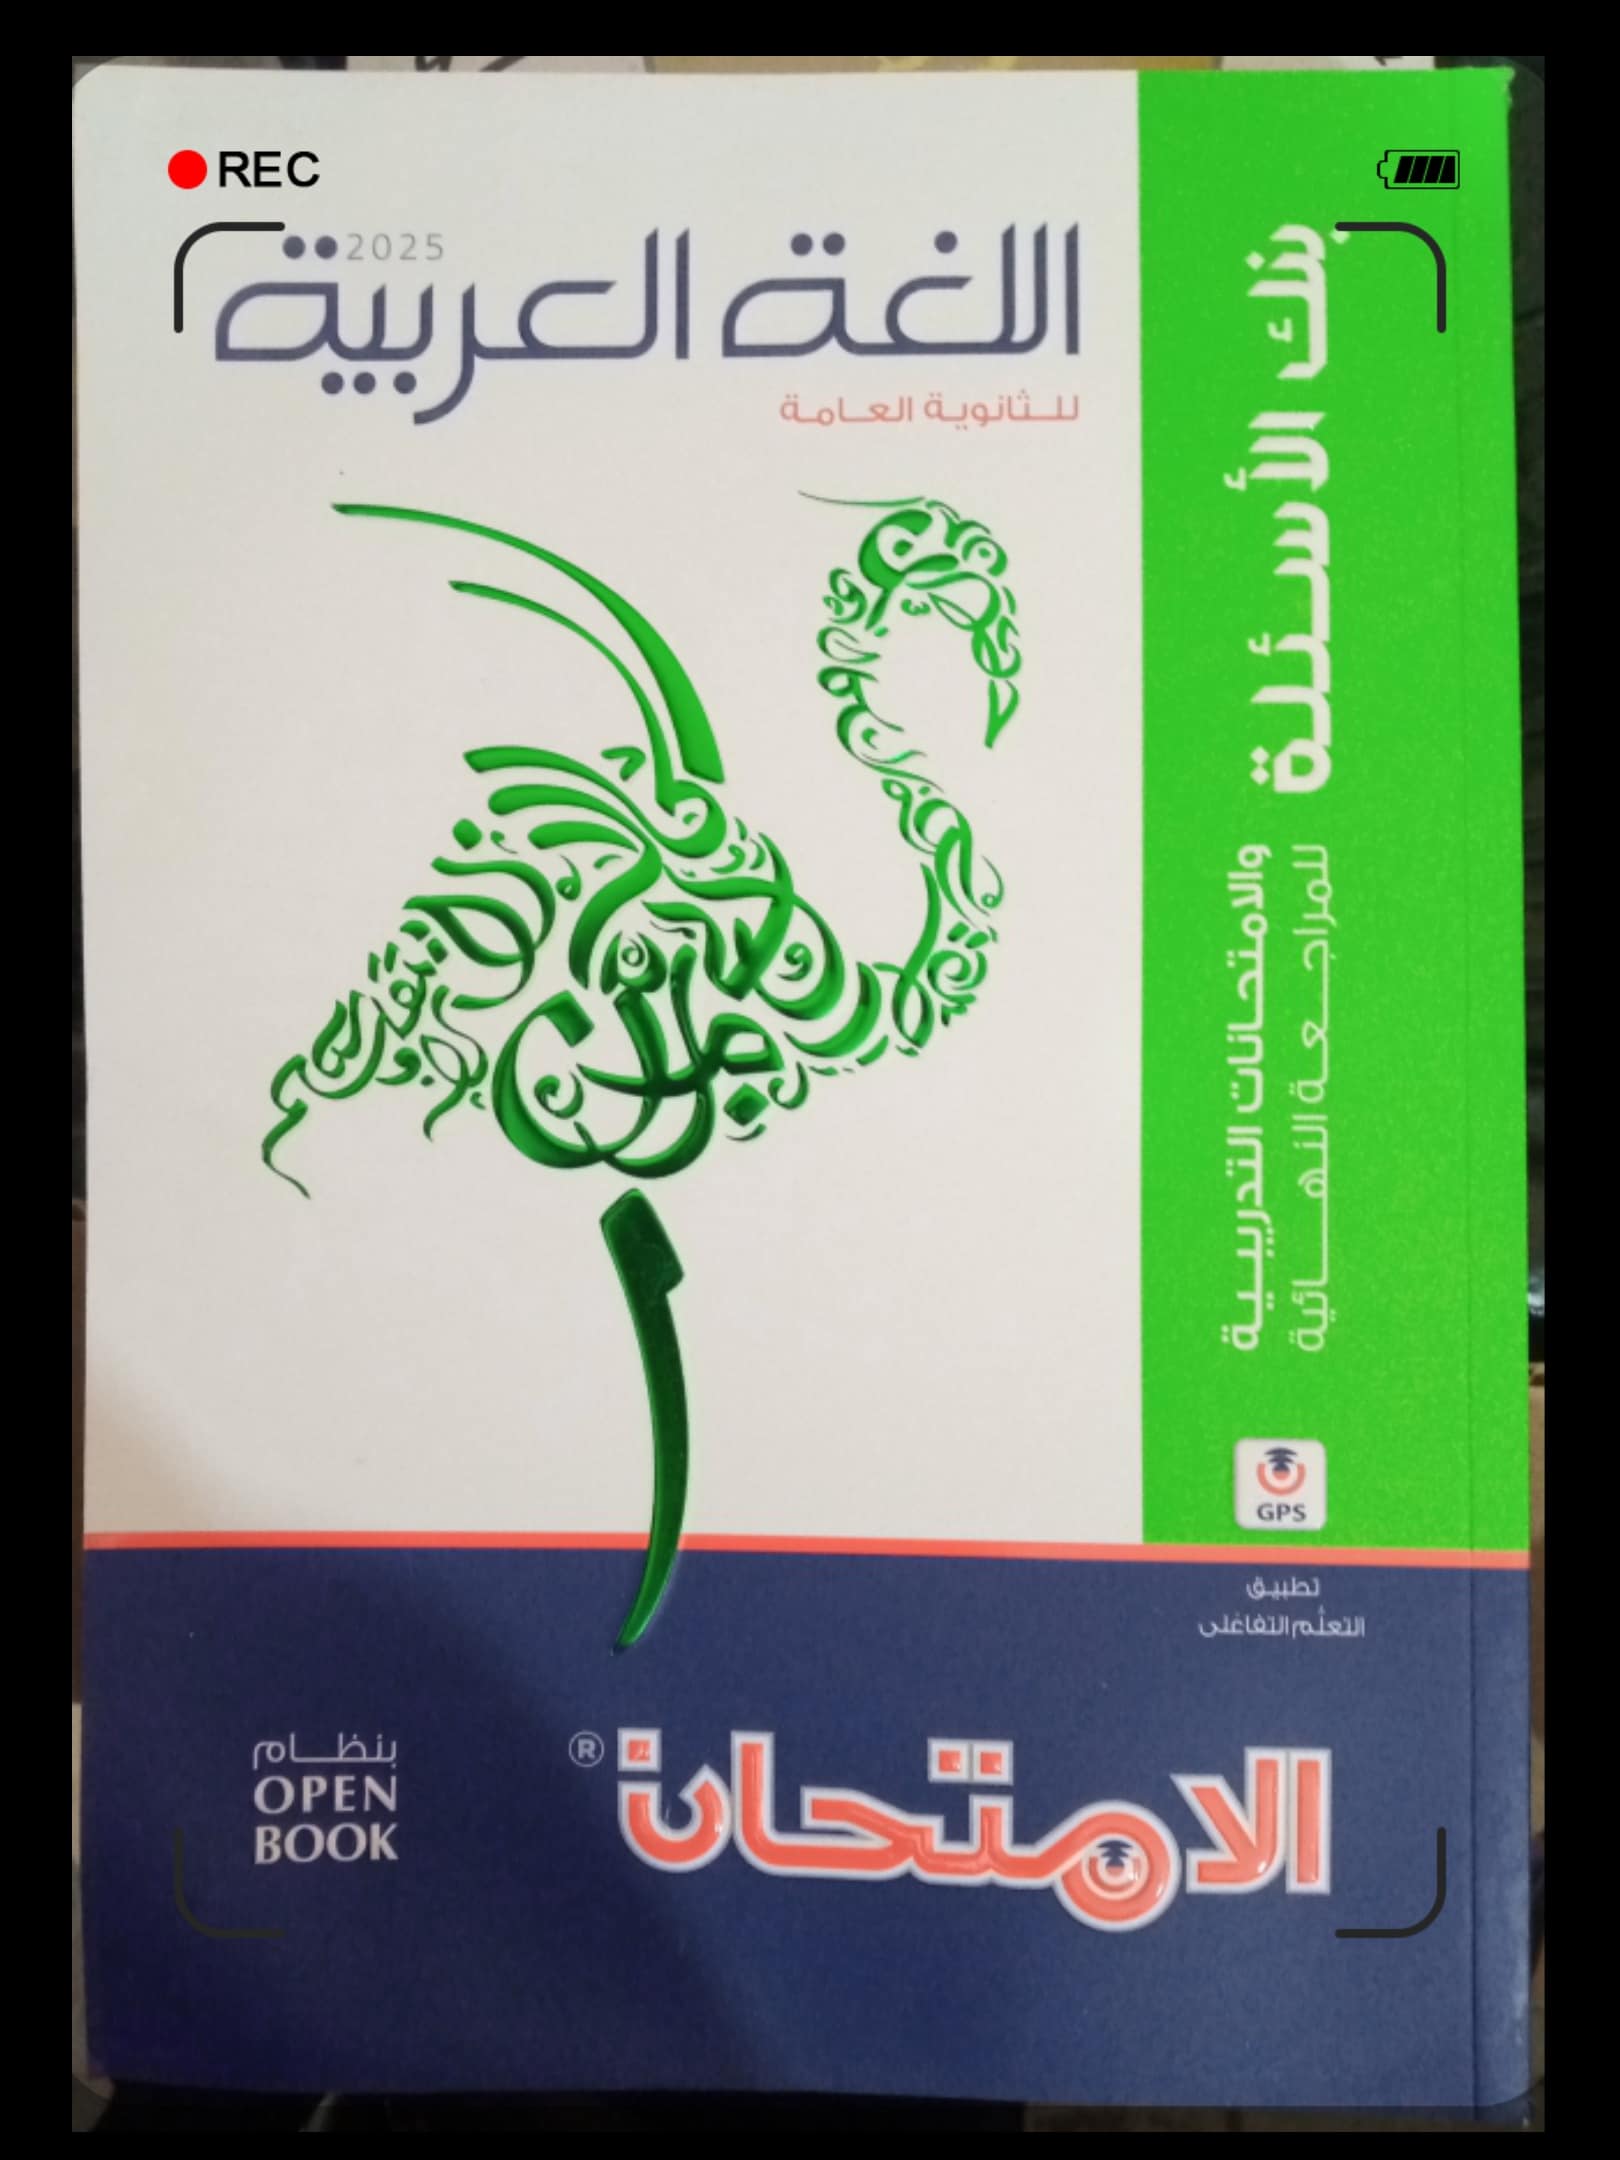 REC
2025
اللغة العربية
للثانوية العامة
بنك الأسئلة
للمراجعة النهائية
والامتحانات التدريبية
GPS
تطبيق
التعلم التفاعلى
الامتحان®
بنظام
OPEN
BOOK